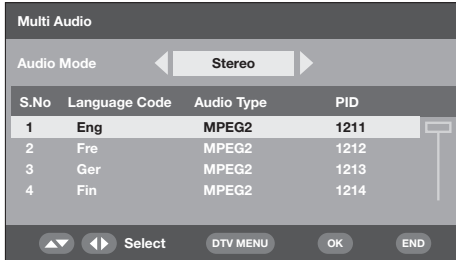 Multi Audio
Audio Mode Stereo
S.No Language Code Audio Type PID
1 Eng MPEG2 1211
2 Fre MPEG2 1212
3 Ger MPEG2 1213
4 Fin MPEG2 1214
Select DTV MENU OK END